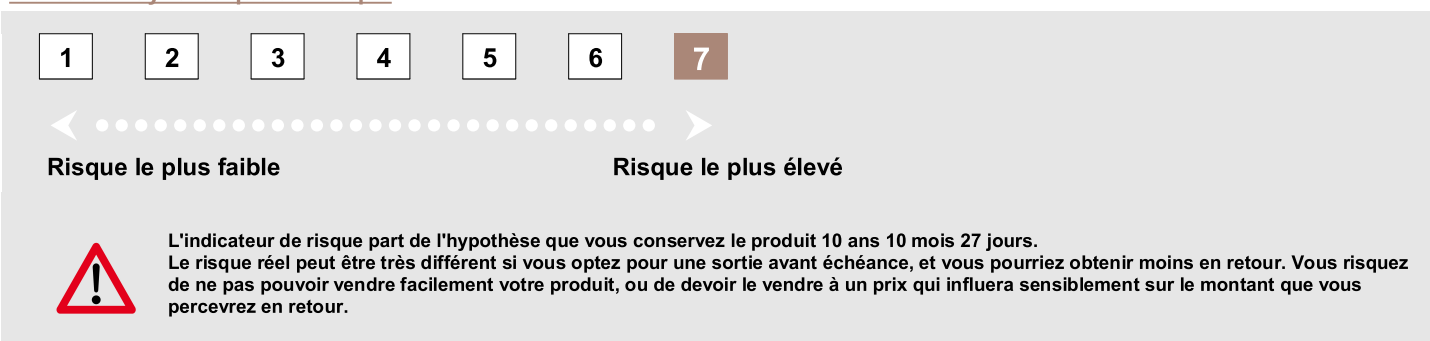 1 2 3 4 5 6 7
Risque le plus faible Risque le plus élevé
L'indicateur de risque part de l'hypothèse que vous conservez le produit 10 ans 10 mois 27 jours.
Le risque réel peut être très différent si vous optez pour une sortie avant échéance, et vous pourriez obtenir moins en retour. Vous risquez
de ne pas pouvoir vendre facilement votre produit, ou de devoir le vendre à un prix qui influera sensiblement sur le montant que vous
percevrez en retour.